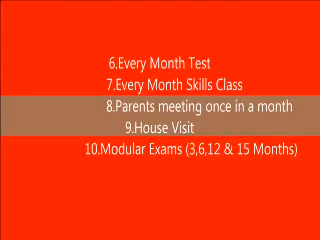 6.Every Month Test
7.Every Month Skills Class
8.Parents meeting once in a month
9.House Visit
10.Modular Exams (3,6,12 & 15 Months)